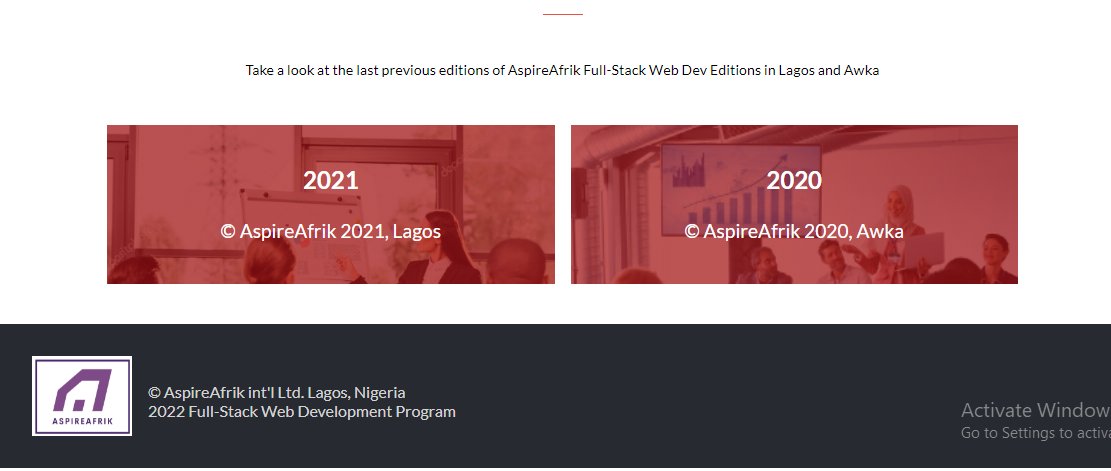 Take a look at the last previous editions of AspireAfrik Full-Stack Web Dev Editions in Lagos and Awka
2021
© AspireAfrik 2021, Lagos
2020
© AspireAfrik 2020, Awka
ASPIREAFRIK
© AspireAfrik int'l Ltd. Lagos, Nigeria
2022 Full-Stack Web Development Program
Activate Window
Go to Settings to activa